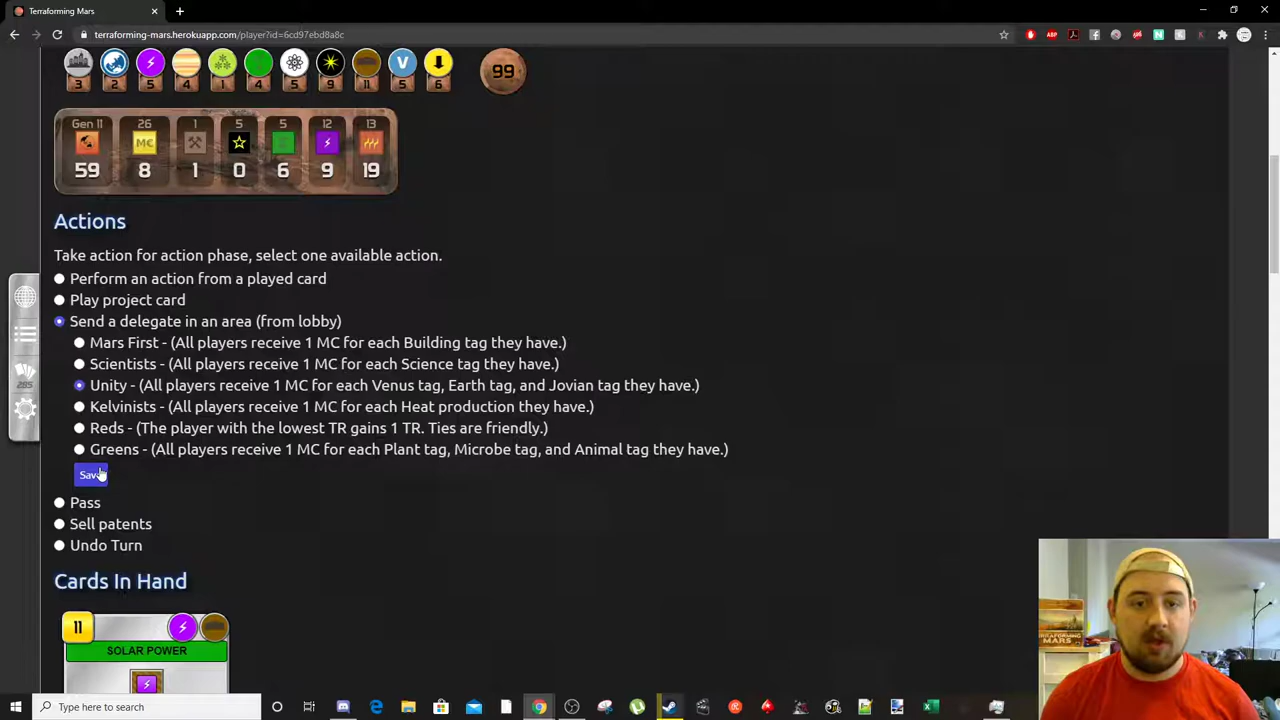 Terraforming Mars
terraforming-mars.herokuapp.com/player?id=6cd97ebd8a8c
V
3 2 5 4 1 4 5 9 11 5 6
99
Gen 11 26 1 5 5 12 13
MC
59 8 1 0 6 9 19
Actions
Take action for action phase, select one available action.
Perform an action from a played card
Play project card
Send a delegate in an area (from lobby)
Mars First - (All players receive 1 MC for each Building tag they have.)
Scientists - (All players receive 1 MC for each Science tag they have.)
Unity - (All players receive 1 MC for each Venus tag, Earth tag, and Jovian tag they have.)
Kelvinists - (All players receive 1 MC for each Heat production they have.)
Reds - (The player with the lowest TR gains 1 TR. Ties are friendly.)
Greens - (All players receive 1 MC for each Plant tag, Microbe tag, and Animal tag they have.)
Save
Pass
Sell patents
Undo Turn
Cards In Hand
11
SOLAR POWER
TERRAFORMING
MARS
Type here to search